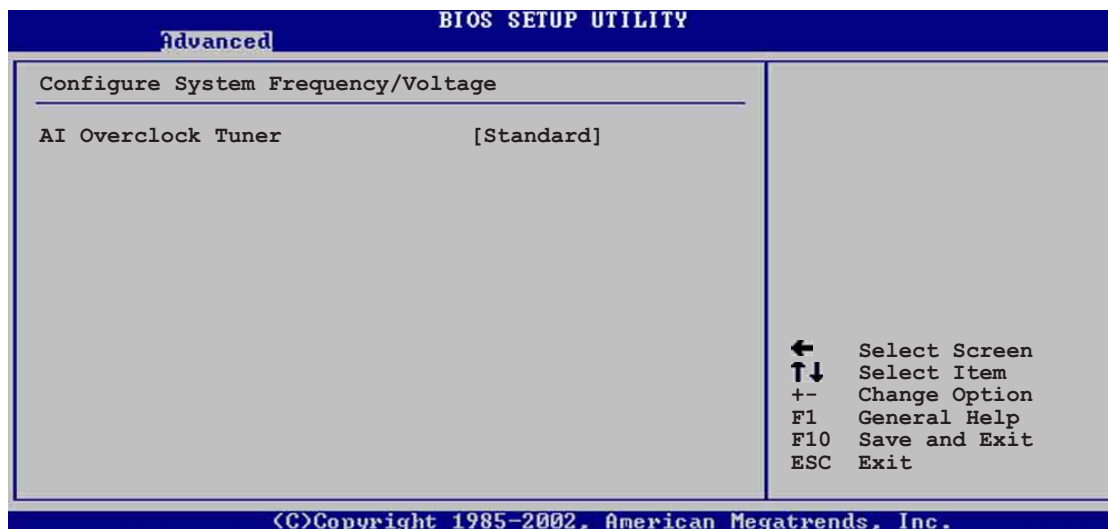 BIOS SETUP UTILITY
Advanced
Configure System Frequency/Voltage
AI Overclock Tuner [Standard]
← Select Screen
↑↓ Select Item
+- Change Option
F1 General Help
F10 Save and Exit
ESC Exit
(C)Copyright 1985-2002, American Megatrends, Inc.